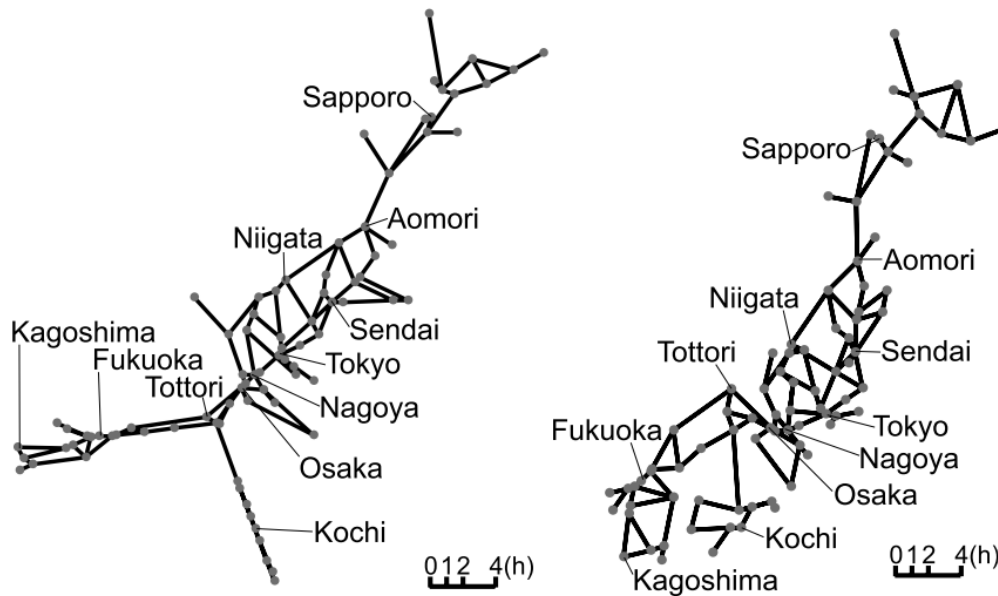 Sapporo
Aomori
Niigata
Kagoshima
Fukuoka
Tottori
Sendai
Tokyo
Nagoya
Osaka
Kochi
0 1 2 4(h)
Sapporo
Aomori
Niigata
Tottori
Sendai
Fukuoka
Tokyo
Nagoya
Osaka
Kochi
Kagoshima
0 1 2 4(h)